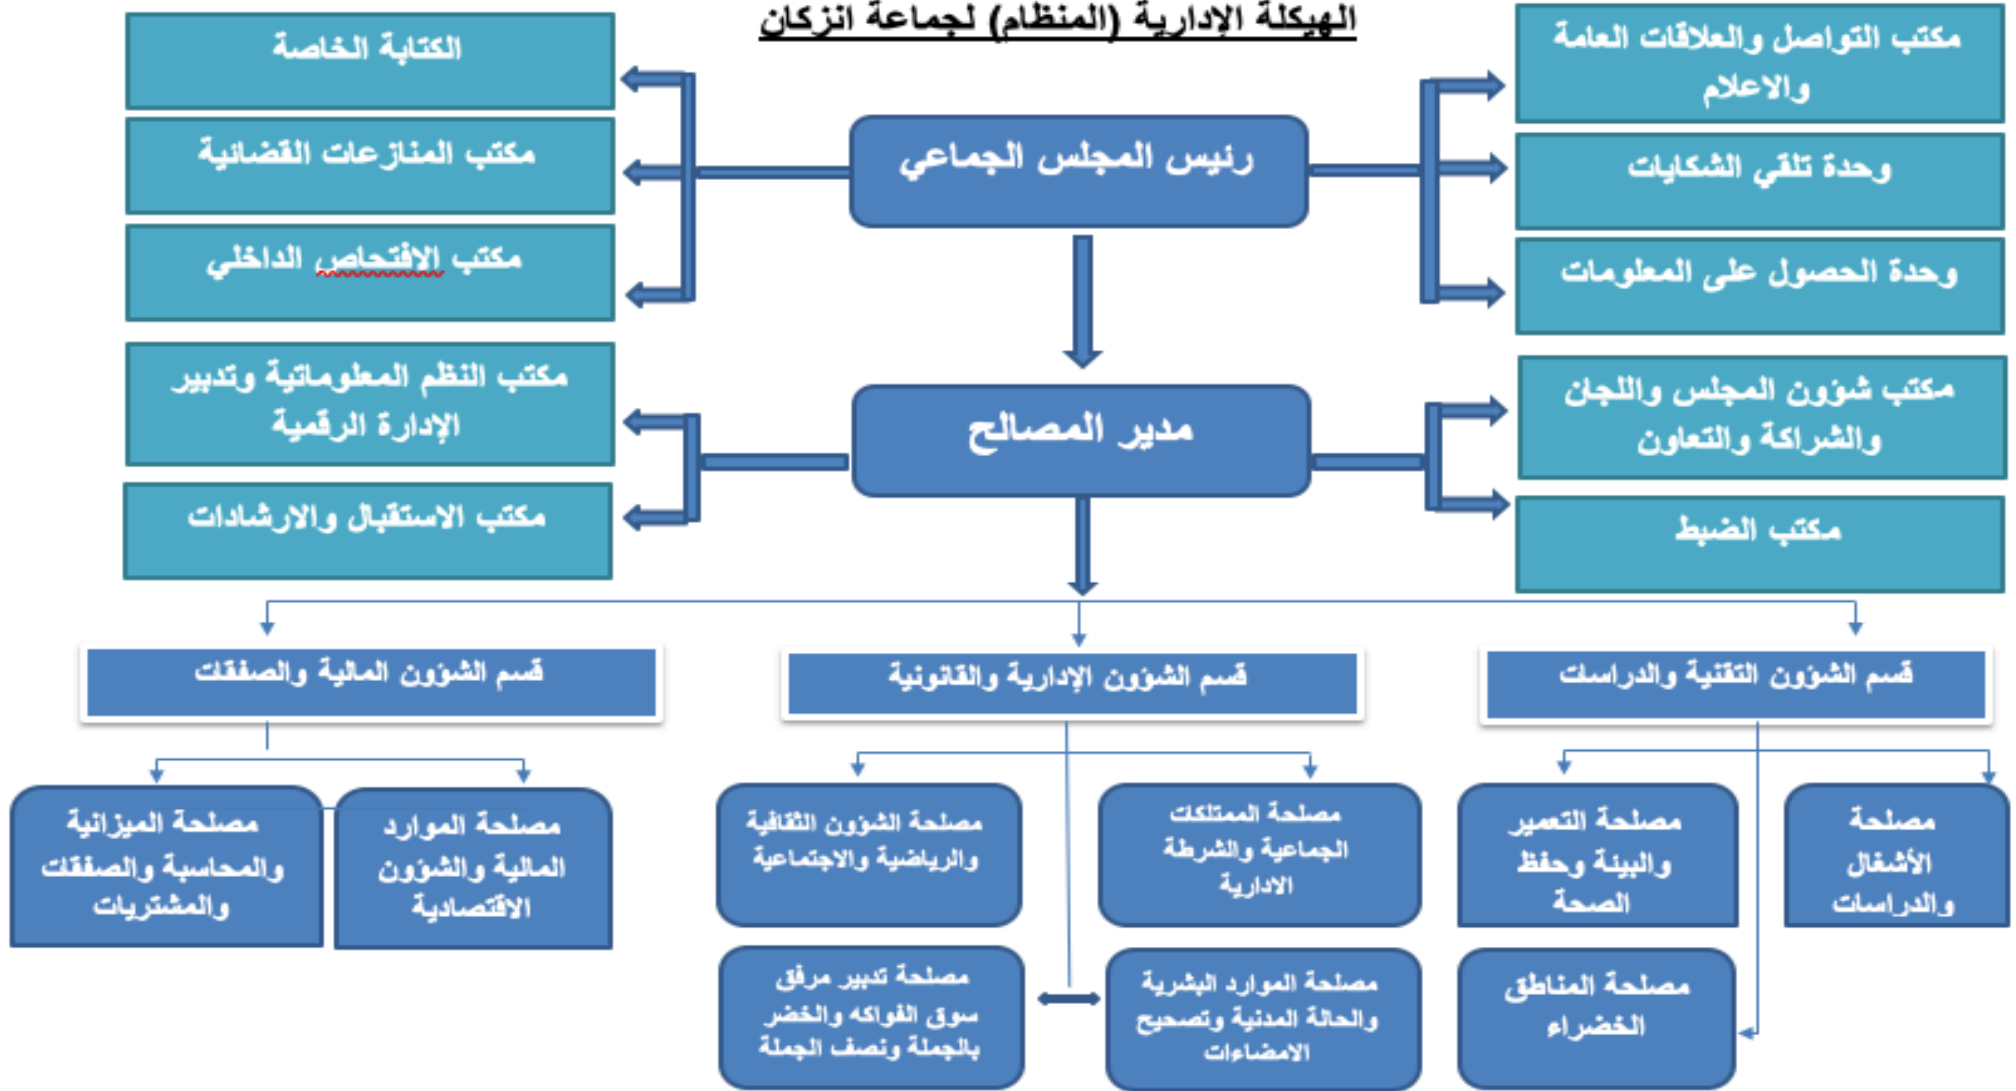 الهيكلة الإدارية (المنظام) لجماعة انزكان
مكتب التواصل والعلاقات العامة
والاعلام
وحدة تلقي الشكايات
وحدة الحصول على المعلومات
رئيس المجلس الجماعي
الكتابة الخاصة
مكتب المنازعات القضائية
مكتب الافتحاص الداخلي
مكتب شؤون المجلس واللجان
والشراكة والتعاون
مكتب الضبط
مدير المصالح
مكتب النظم المعلوماتية وتدبير
الإدارة الرقمية
مكتب الاستقبال والارشادات
قسم الشؤون التقنية والدراسات
قسم الشؤون الإدارية والقانونية
قسم الشؤون المالية والصفقات
مصلحة
الأشغال
والدراسات
مصلحة التعمير
والبيئة وحفظ
الصحة
مصلحة المناطق
الخضراء
مصلحة الممتلكات
الجماعية والشرطة
الادارية
مصلحة الشؤون الثقافية
والرياضية والاجتماعية
مصلحة الموارد البشرية
والحالة المدنية وتصحيح
الامضاءات
مصلحة تدبير مرفق
سوق الفواكه والخضر
بالجملة ونصف الجملة
مصلحة الموارد
المالية والشؤون
الاقتصادية
مصلحة الميزانية
والمحاسبة والصفقات
والمشتريات